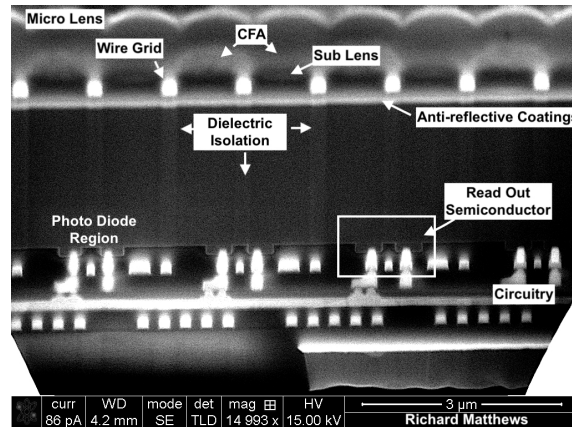 Micro Lens
CFA
Wire Grid
Sub Lens
Anti-reflective Coatings
Dielectric
Isolation
Read Out
Semiconductor
Photo Diode
Region
Circuitry
curr WD mode det mag HV 3 µm
86 pA 4.2 mm SE TLD 14 993 x 15.00 kV Richard Matthews